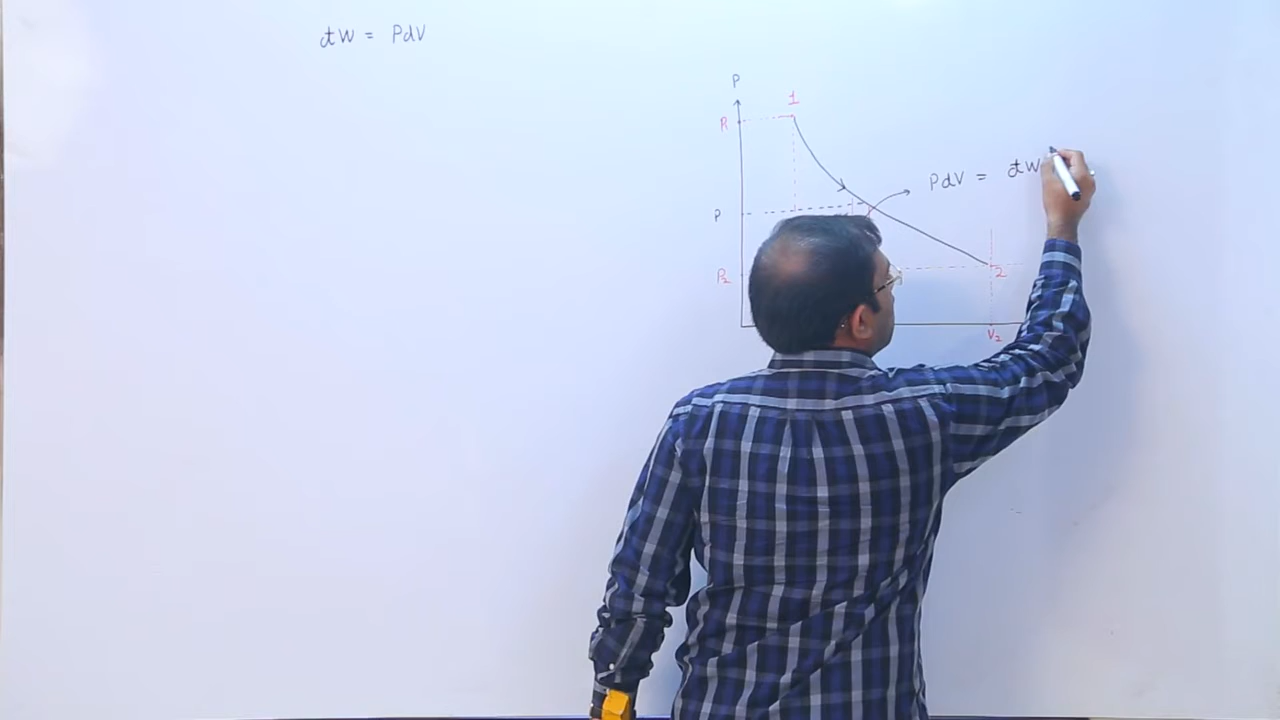 đW = PdV
P
1
P₁
PdV = đW
P
P₂
2
V₂